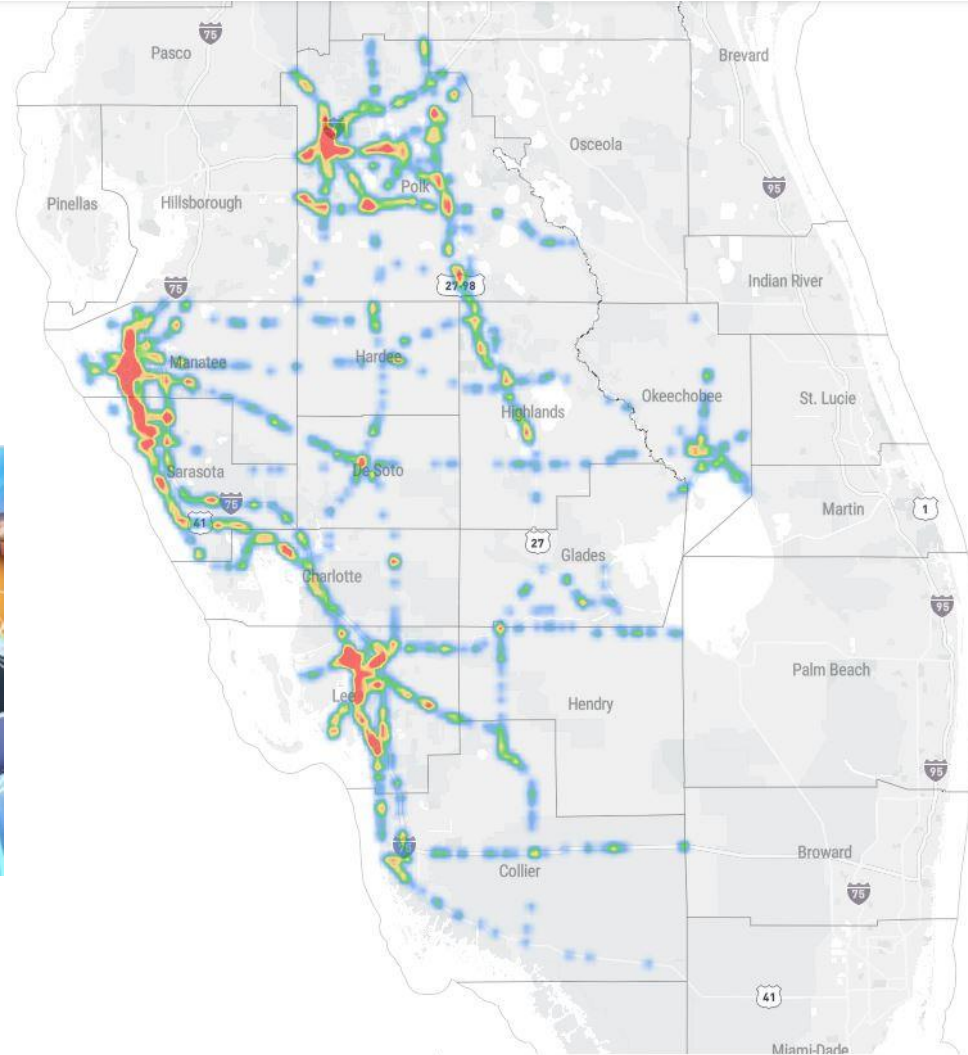 75
Pasco
Brevard
Osceola
95
Polk
Pinellas
Hillsborough
75
27-98
Indian River
Manatee
Hardee
Okeechobee
St. Lucie
Highlands
Sarasota
De Soto
75
41
Martin
1
27
Glades
Charlotte
95
Palm Beach
Lee
Hendry
95
75
Collier
Broward
75
41
Miami-Dade